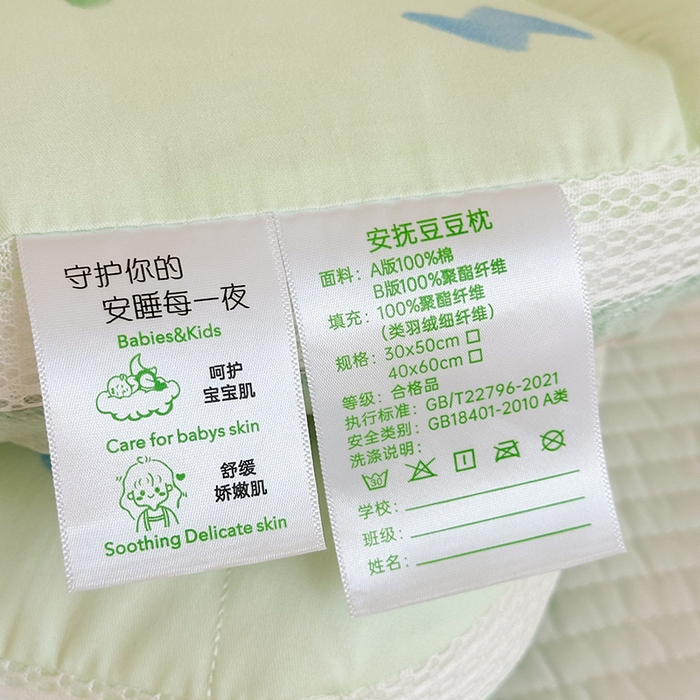 守护你的
安睡每一夜
Babies&Kids
呵护
宝宝肌
Care for babys skin
舒缓
娇嫩肌
Soothing Delicate skin
安抚豆豆枕
面料：A版100%棉
B版100%聚酯纤维
填充：100%聚酯纤维
(类羽绒细纤维)
规格：30x50cm □
40x60cm □
等级：合格品
执行标准：GB/T22796-2021
安全类别：GB18401-2010 A类
洗涤说明：
30
学校：
班级：
姓名：